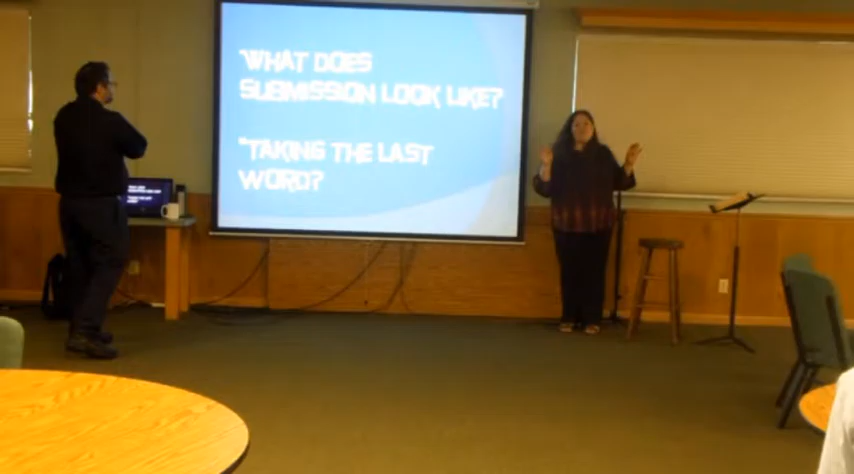 "WHAT DOES
SUBMISSION LOOK LIKE?
"TAKING THE LAST
WORD?